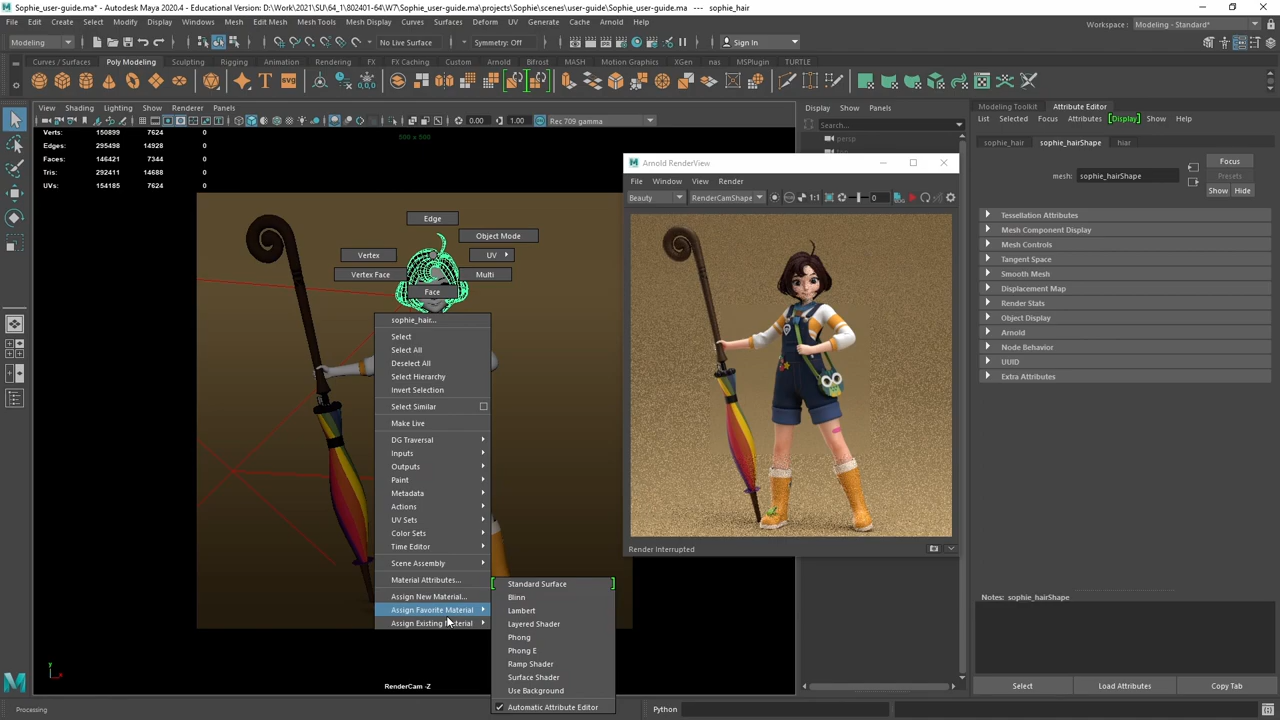 Sophie_user-guide.ma* - Autodesk Maya 2020.4 - Educational Version: D:\Work\2021\SU\64_1\802401-64\W7\Sophie_user-guide.ma\projects\Sophie\scenes\user-guide\Sophie_user-guide.ma --- sophie_hair
File Edit Create Select Modify Display Windows Mesh Edit Mesh Mesh Tools Mesh Display Curves Surfaces Deform UV Generate Cache Arnold Help
Workspace : Modeling - Standard*
Modeling No Live Surface Symmetry: Off Sign In
Curves / Surfaces Poly Modeling Sculpting Rigging Animation Rendering FX FX Caching Custom Arnold Bifrost MASH Motion Graphics XGen nas MSPlugin TURTLE
View Shading Lighting Show Renderer Panels
0.00 1.00 Rec 709 gamma
Verts: 150899 7624 0
Edges: 295498 14928 0
Faces: 146421 7344 0
Tris: 292411 14688 0
UVs: 154185 7624 0
500 x 500
Edge
Object Mode
Vertex
UV
Vertex Face
Multi
Face
sophie_hair...
Select
Select All
Deselect All
Select Hierarchy
Invert Selection
Select Similar
Make Live
DG Traversal
Inputs
Outputs
Paint
Metadata
Actions
UV Sets
Color Sets
Time Editor
Scene Assembly
Material Attributes...
Assign New Material...
Assign Favorite Material
Assign Existing Material
Standard Surface
Blinn
Lambert
Layered Shader
Phong
Phong E
Ramp Shader
Surface Shader
Use Background
Automatic Attribute Editor
RenderCam -Z
y
x
Display Show Panels
Search...
persp
Arnold RenderView
File Window View Render
Beauty RenderCamShape 1:1 0
Render Interrupted
Modeling Toolkit Attribute Editor
List Selected Focus Attributes Display Show Help
sophie_hair sophie_hairShape hiar
mesh: sophie_hairShape
Focus
Presets
Show Hide
Tessellation Attributes
Mesh Component Display
Mesh Controls
Tangent Space
Smooth Mesh
Displacement Map
Render Stats
Object Display
Arnold
Node Behavior
UUID
Extra Attributes
Notes: sophie_hairShape
Select Load Attributes Copy Tab
Processing
Python